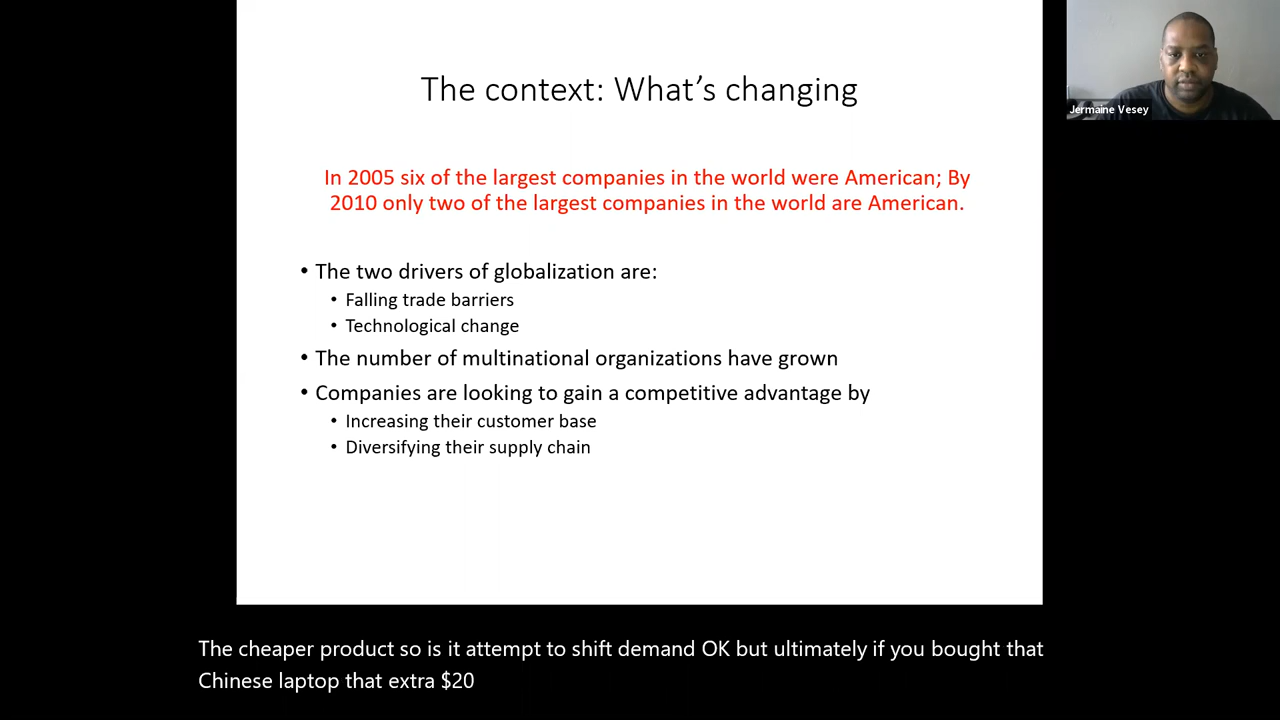 The context: What's changing
Jermaine Vesey
In 2005 six of the largest companies in the world were American; By
2010 only two of the largest companies in the world are American.
• The two drivers of globalization are:
• Falling trade barriers
• Technological change
• The number of multinational organizations have grown
• Companies are looking to gain a competitive advantage by
• Increasing their customer base
• Diversifying their supply chain
The cheaper product so is it attempt to shift demand OK but ultimately if you bought that
Chinese laptop that extra $20